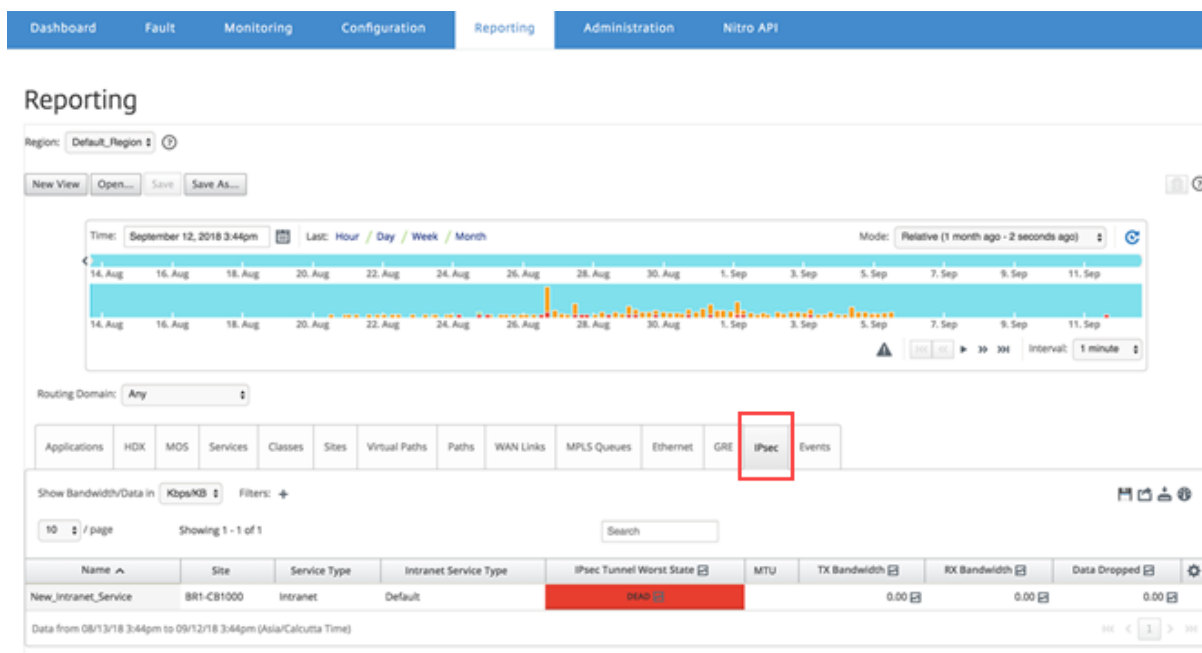 Dashboard Fault Monitoring Configuration Reporting Administration Nitro API
Reporting
Region: Default_Region
New View Open... Save Save As...
Time: September 12, 2018 3:44pm Last: Hour / Day / Week / Month Mode: Relative (1 month ago - 2 seconds ago)
14. Aug 16. Aug 18. Aug 20. Aug 22. Aug 24. Aug 26. Aug 28. Aug 30. Aug 1. Sep 3. Sep 5. Sep 7. Sep 9. Sep 11. Sep
14. Aug 16. Aug 18. Aug 20. Aug 22. Aug 24. Aug 26. Aug 28. Aug 30. Aug 1. Sep 3. Sep 5. Sep 7. Sep 9. Sep 11. Sep
Interval: 1 minute
Routing Domain: Any
Applications HDX MOS Services Classes Sites Virtual Paths Paths WAN Links MPLS Queues Ethernet GRE IPsec Events
Show Bandwidth/Data in Kbps/KB Filters: +
10 / page Showing 1 - 1 of 1 Search
Name Site Service Type Intranet Service Type IPsec Tunnel Worst State MTU TX Bandwidth RX Bandwidth Data Dropped
New_Intranet_Service BR1-CB1000 Intranet Default DEAD 0.00 0.00 0.00
Data from 08/13/18 3:44pm to 09/12/18 3:44pm (Asia/Calcutta Time) 1